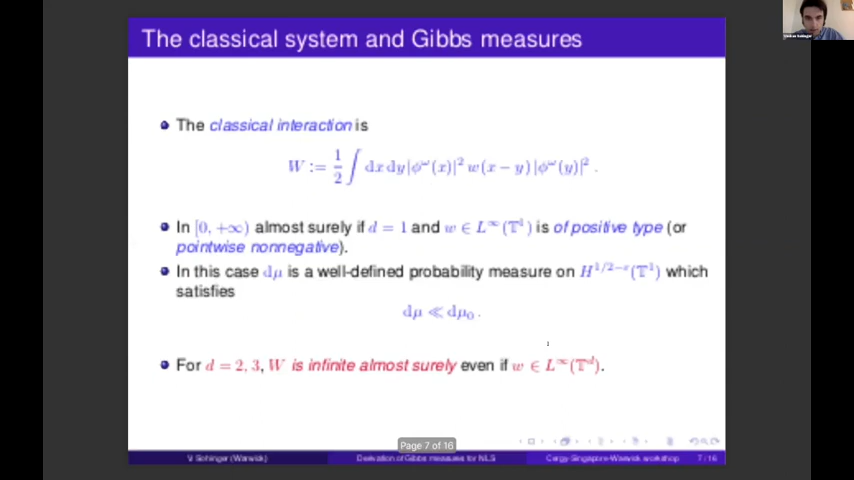 The classical system and Gibbs measures
The classical interaction is
W := 1/2 ∫ dx dy |ϕ^ω(x)|² w(x − y) |ϕ^ω(y)|² .
In [0, +∞) almost surely if d = 1 and w ∈ L^∞(𝕋¹) is of positive type (or
pointwise nonnegative).
In this case dμ is a well-defined probability measure on H^{1/2−ε}(𝕋¹) which
satisfies
dμ ≪ dμ₀ .
For d = 2, 3, W is infinite almost surely even if w ∈ L^∞(𝕋^d).
Page 7 of 16
V. Sohinger (Warwick) Derivation of Gibbs measures for NLS Cergy-Singapore-Warwick workshop 7 / 16